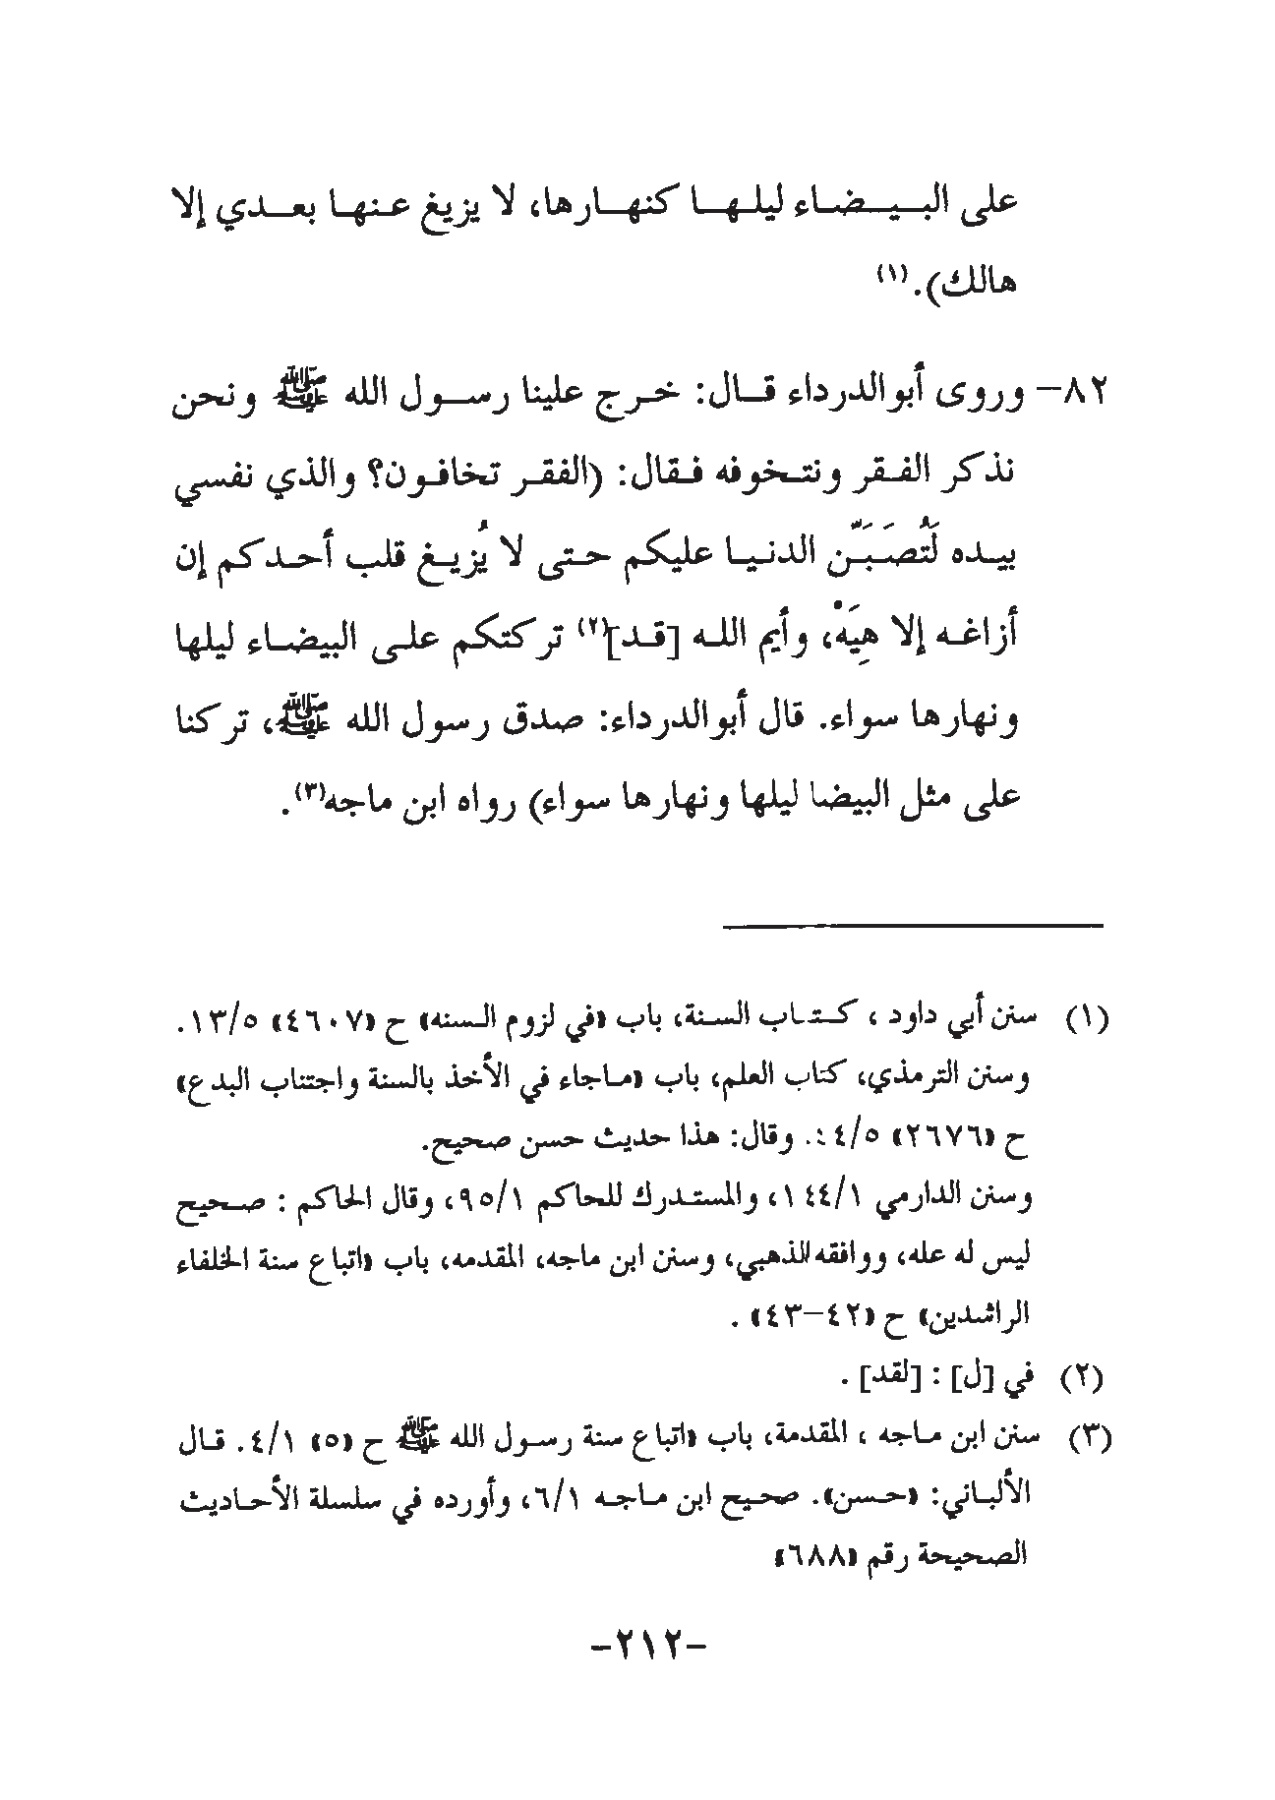 على البيضاء ليلها كنهارها، لا يزيغ عنها بعدي إلا
هالك).(١)
٨٢- وروى أبوالدرداء قال: خرج علينا رسول الله ﷺ ونحن
نذكر الفقر ونتخوفه فقال: (الفقر تخافون؟ والذي نفسي
بيده لَتُصَبَّن الدنيا عليكم حتى لا يُزيغ قلب أحدكم إن
أزاغه إلا هِيَهْ، وأيم الله [قد](٢) تركتكم على البيضاء ليلها
ونهارها سواء. قال أبوالدرداء: صدق رسول الله ﷺ، تركنا
على مثل البيضا ليلها ونهارها سواء) رواه ابن ماجه(٣).
(١) سنن أبي داود ، كتاب السنة، باب «في لزوم السنه» ح «٤٦٠٧» ١٣/٥.
وسنن الترمذي، كتاب العلم، باب «ماجاء في الأخذ بالسنة واجتناب البدع»
ح «٢٦٧٦» ٤/٥ :. وقال: هذا حديث حسن صحيح.
وسنن الدارمي ١٤٤/١، والمستدرك للحاكم ٩٥/١، وقال الحاكم : صحيح
ليس له عله، ووافقه الذهبي، وسنن ابن ماجه، المقدمه، باب «اتباع سنة الخلفاء
الراشدين» ح «٤٢-٤٣» .
(٢) في [ل] : [لقد] .
(٣) سنن ابن ماجه ، المقدمة، باب «اتباع سنة رسول الله ﷺ ح «٥» ٤/١. قال
الألباني: «حسن». صحيح ابن ماجه ٦/١، وأورده في سلسلة الأحاديث
الصحيحة رقم «٦٨٨»
-٢١٢-